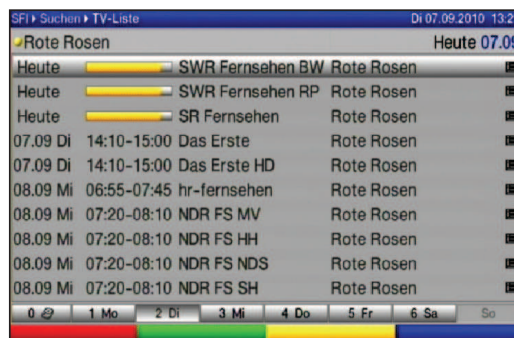 SFI Suchen TV-Liste Di 07.09.2010 13:2
Rote Rosen Heute 07.09
Heute SWR Fernsehen BW Rote Rosen
Heute SWR Fernsehen RP Rote Rosen
Heute SR Fernsehen Rote Rosen
07.09 Di 14:10-15:00 Das Erste Rote Rosen
07.09 Di 14:10-15:00 Das Erste HD Rote Rosen
08.09 Mi 06:55-07:45 hr-fernsehen Rote Rosen
08.09 Mi 07:20-08:10 NDR FS MV Rote Rosen
08.09 Mi 07:20-08:10 NDR FS HH Rote Rosen
08.09 Mi 07:20-08:10 NDR FS NDS Rote Rosen
08.09 Mi 07:20-08:10 NDR FS SH Rote Rosen
0 1 Mo 2 Di 3 Mi 4 Do 5 Fr 6 Sa So